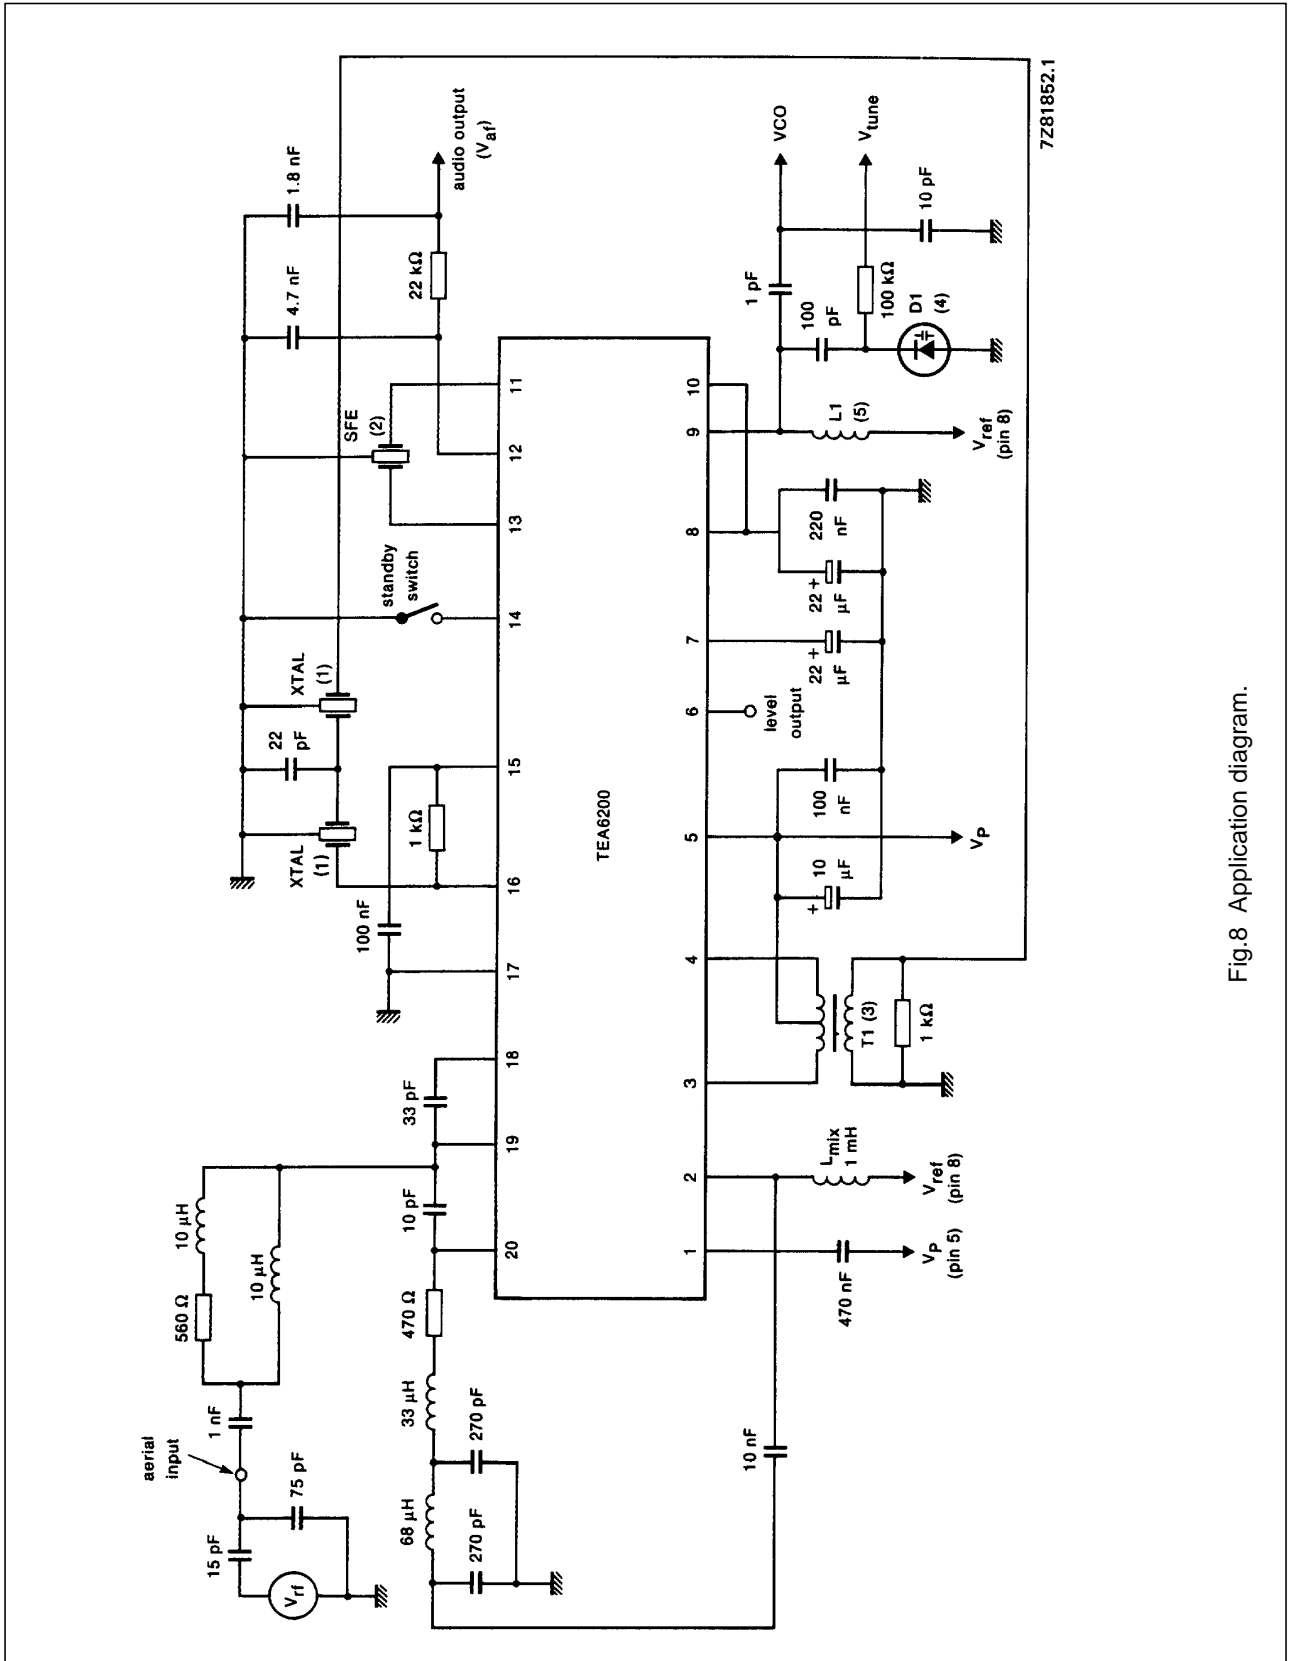 aerial
input
15 pF
V_rf
75 pF
1 nF
560 Ω
10 µH
10 µH
68 µH
270 pF
33 µH
270 pF
470 Ω
10 pF
33 pF
100 nF
1 kΩ
XTAL
(1)
22
pF
XTAL
(1)
standby
switch
SFE
(2)
4.7 nF
22 kΩ
1.8 nF
audio output
(V_af)
20
19
18
17
16
15
14
13
12
11
TEA6200
1
2
3
4
5
6
7
8
9
10
10 nF
470 nF
V_P
(pin 5)
L_mix
1 mH
V_ref
(pin 8)
T1 (3)
1 kΩ
+
10
µF
100
nF
V_P
level
output
22 +
µF
22 +
µF
220
nF
L1
(5)
V_ref
(pin 8)
1 pF
100
pF
100 kΩ
D1
(4)
10 pF
VCO
V_tune
7Z81852.1
Fig.8 Application diagram.